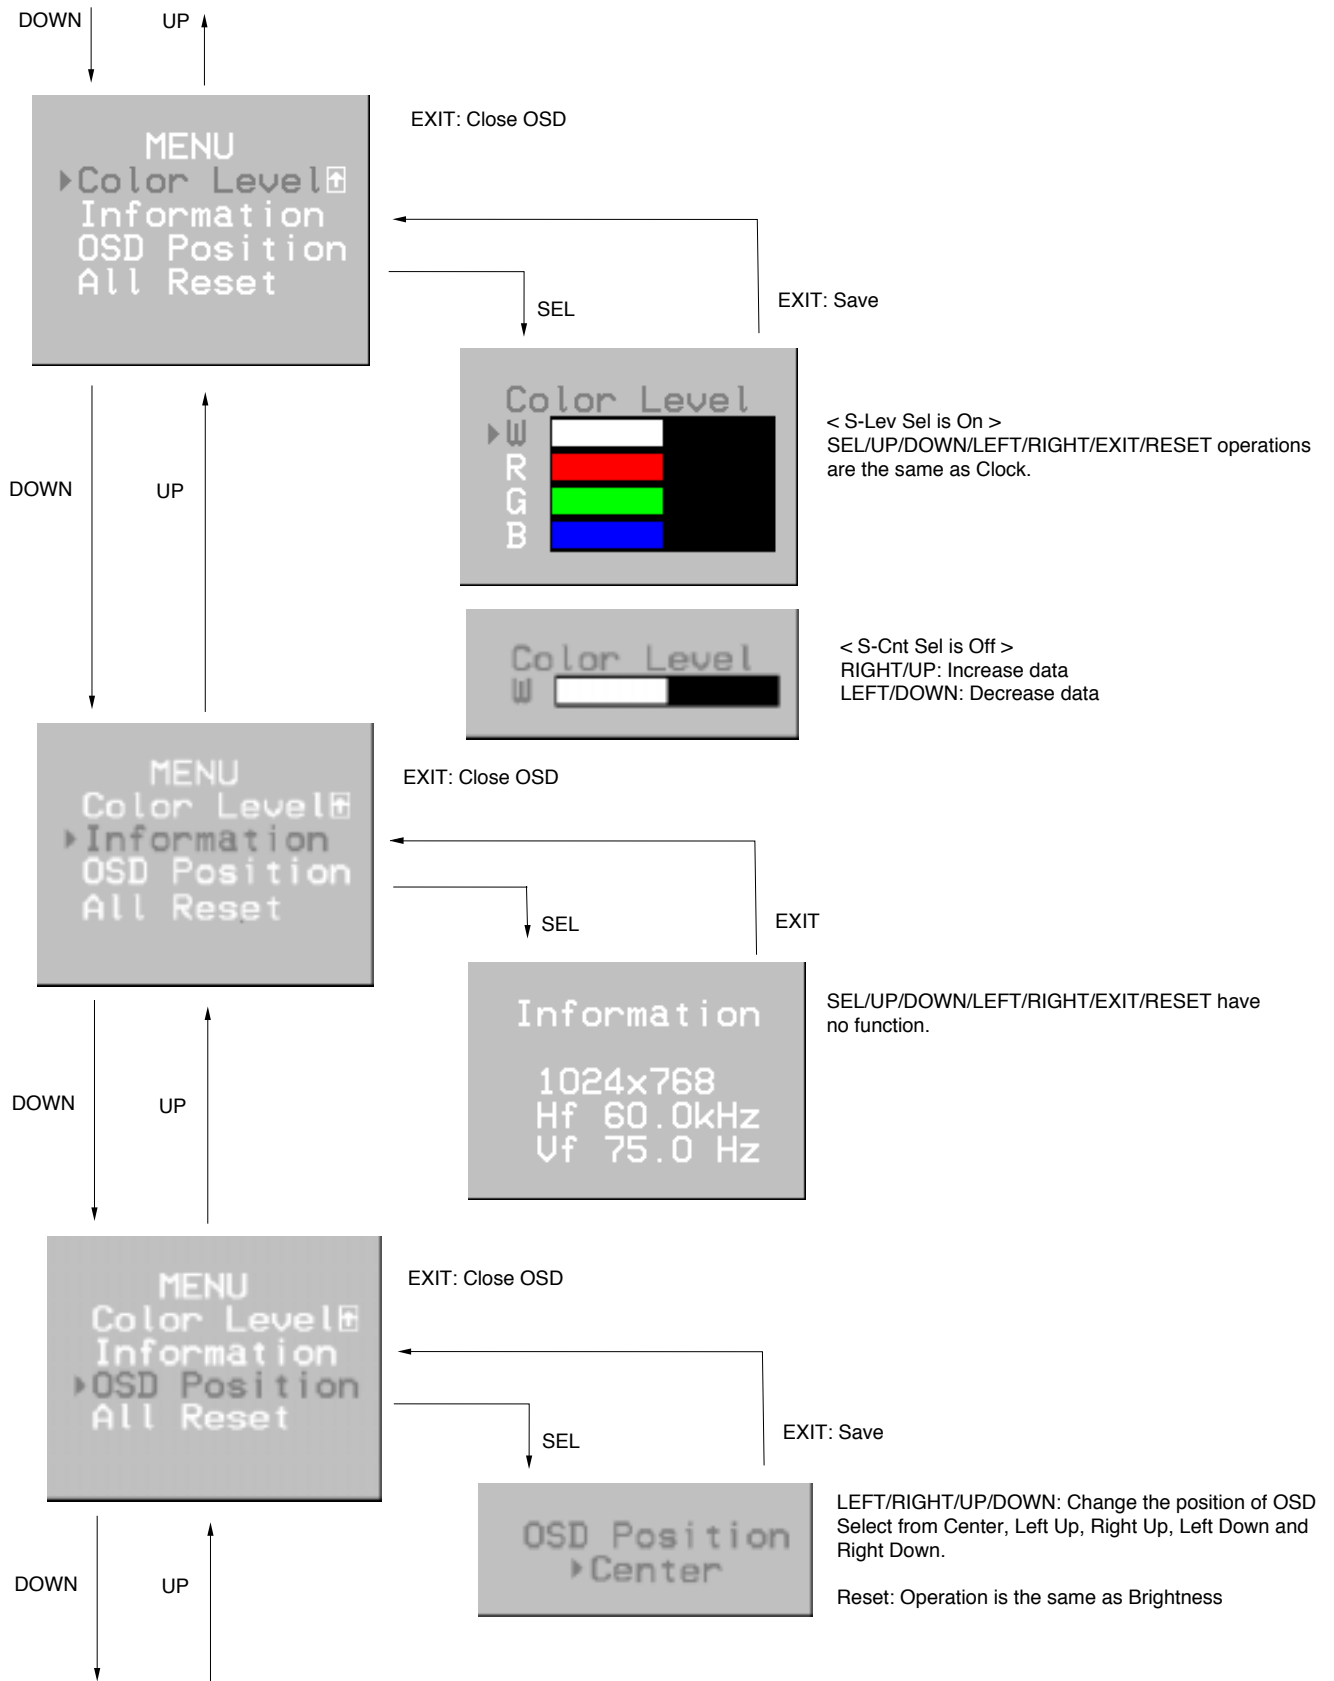 DOWN
UP
MENU
Color Level
Information
OSD Position
All Reset
EXIT: Close OSD
SEL
EXIT: Save
Color Level
W
R
G
B
< S-Lev Sel is On >
SEL/UP/DOWN/LEFT/RIGHT/EXIT/RESET operations
are the same as Clock.
DOWN
UP
Color Level
W
< S-Cnt Sel is Off >
RIGHT/UP: Increase data
LEFT/DOWN: Decrease data
MENU
Color Level
Information
OSD Position
All Reset
EXIT: Close OSD
SEL
EXIT
Information
1024x768
Hf 60.0kHz
Vf 75.0 Hz
SEL/UP/DOWN/LEFT/RIGHT/EXIT/RESET have
no function.
DOWN
UP
MENU
Color Level
Information
OSD Position
All Reset
EXIT: Close OSD
SEL
EXIT: Save
OSD Position
Center
LEFT/RIGHT/UP/DOWN: Change the position of OSD
Select from Center, Left Up, Right Up, Left Down and
Right Down.
Reset: Operation is the same as Brightness
DOWN
UP